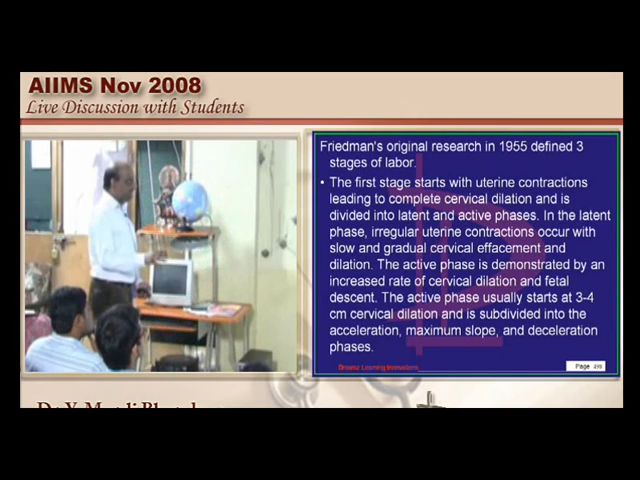 AIIMS Nov 2008
Live Discussion with Students
Friedman's original research in 1955 defined 3
stages of labor.
• The first stage starts with uterine contractions
leading to complete cervical dilation and is
divided into latent and active phases. In the latent
phase, irregular uterine contractions occur with
slow and gradual cervical effacement and
dilation. The active phase is demonstrated by an
increased rate of cervical dilation and fetal
descent. The active phase usually starts at 3-4
cm cervical dilation and is subdivided into the
acceleration, maximum slope, and deceleration
phases.
Learning Innovations
Page